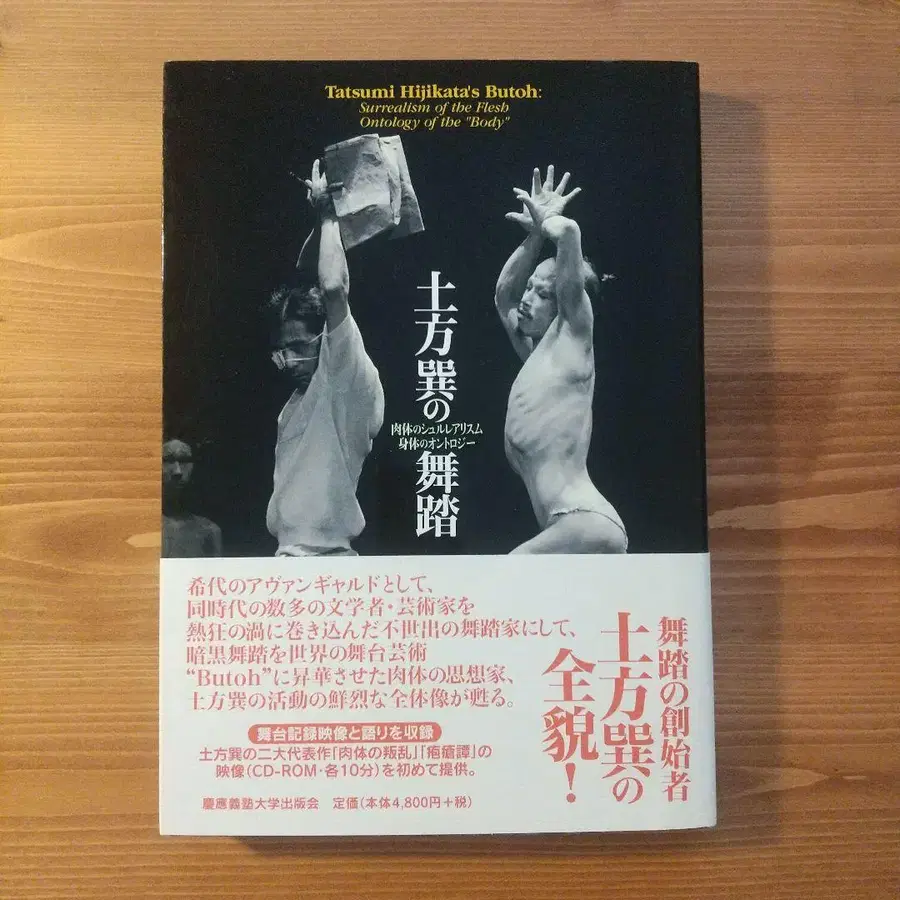 Tatsumi Hijikata's Butoh:
Surrealism of the Flesh
Ontology of the "Body"
土方巽の
肉体のシュルレアリスム
身体のオントロジー
舞踏
希代のアヴァンギャルドとして、
同時代の数多の文学者・芸術家を
熱狂の渦に巻き込んだ不世出の舞踏家にして、
暗黒舞踏を世界の舞台芸術
“Butoh”に昇華させた肉体の思想家、
土方巽の活動の鮮烈な全体像が甦る。
舞踏の創始者
土方巽の
全貌!
舞台記録映像と語りを収録
土方巽の二大代表作「肉体の叛乱」「疱瘡譚」の
映像(CD-ROM・各10分)を初めて提供。
慶應義塾大学出版会 定価(本体4,800円+税)